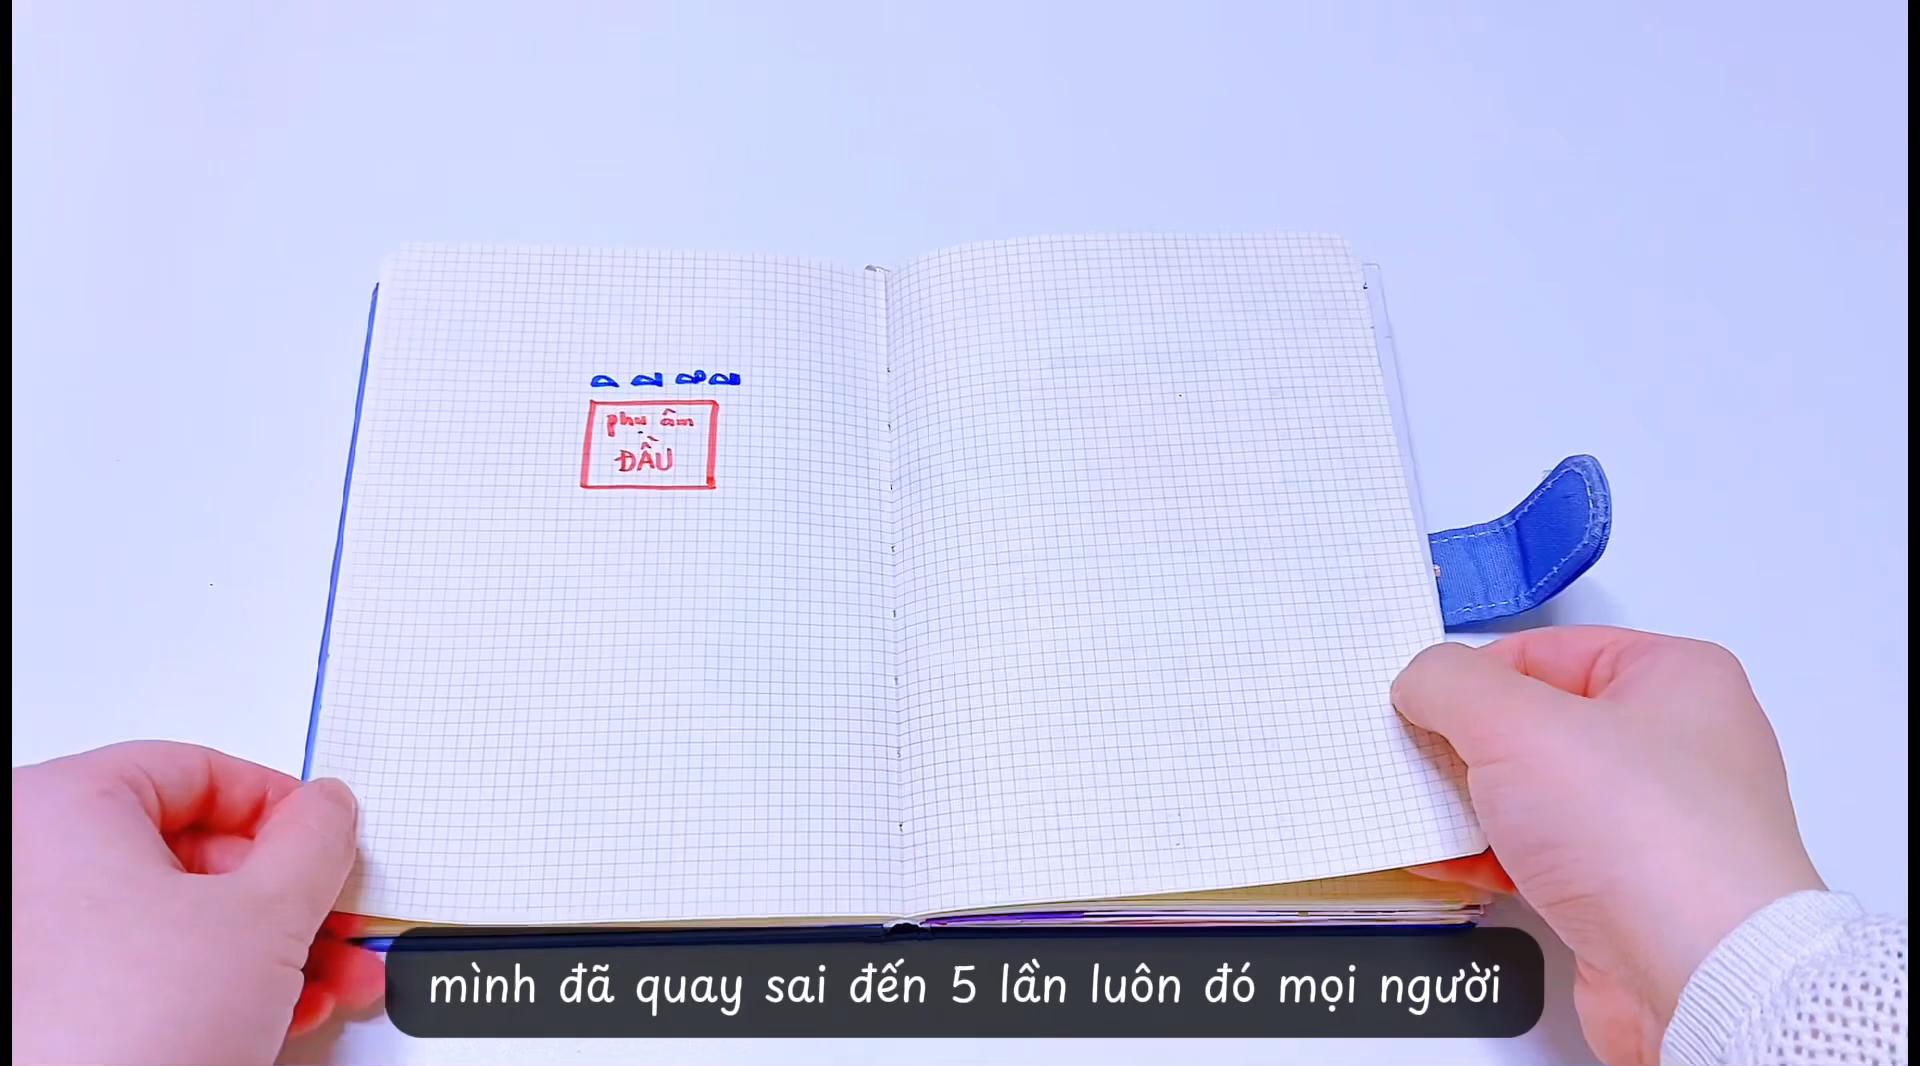 phụ âm
ĐẦU
mình đã quay sai đến 5 lần luôn đó mọi người